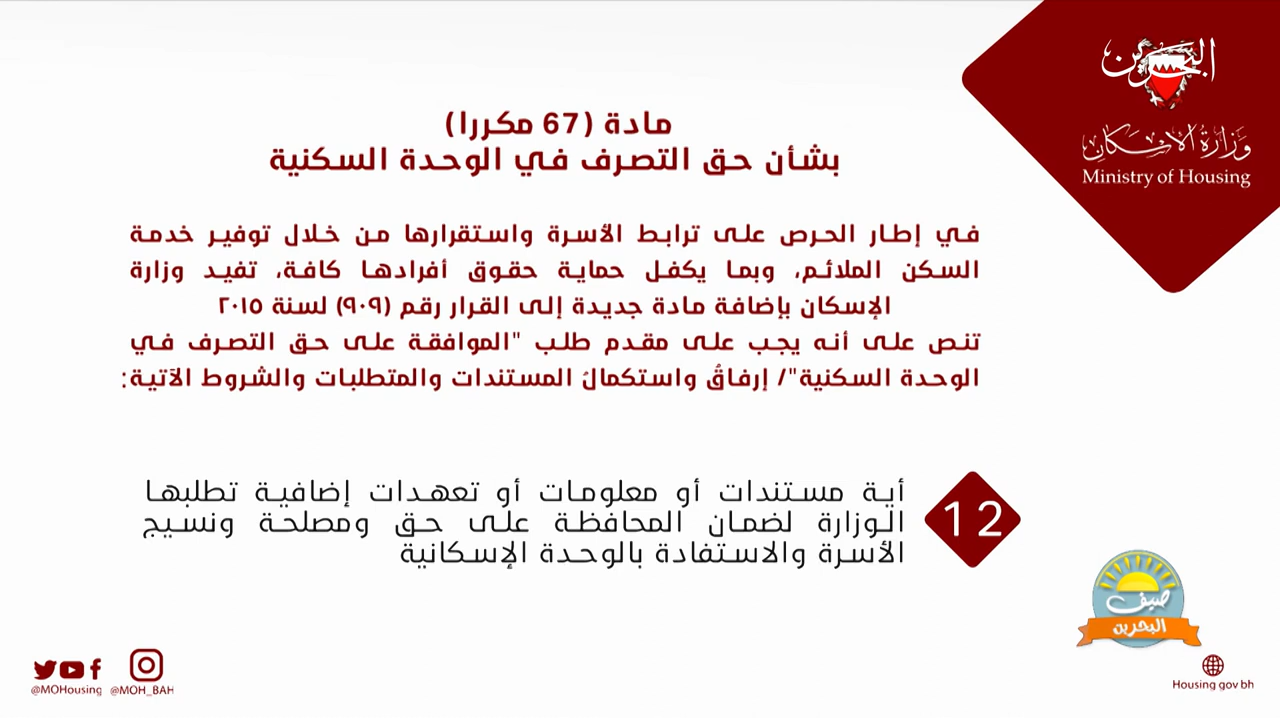 البحرين
وزارة الإسكان
Ministry of Housing
مادة (67 مكررا)
بشأن حق التصرف في الوحدة السكنية
في إطار الحرص على ترابط الأسرة واستقرارها من خلال توفير خدمة
السكن الملائم، وبما يكفل حماية حقوق أفرادها كافة، تفيد وزارة
الإسكان بإضافة مادة جديدة إلى القرار رقم (٩٠٩) لسنة ٢٠١٥
تنص على أنه يجب على مقدم طلب "الموافقة على حق التصرف في
الوحدة السكنية"/ إرفاقُ واستكمالُ المستندات والمتطلبات والشروط الآتية:
12
أية مستندات أو معلومات أو تعهدات إضافية تطلبها
الوزارة لضمان المحافظة على حق ومصلحة ونسيج
الأسرة والاستفادة بالوحدة الإسكانية
صيف
البحرين
@MOHousing @MOH_BAH
Housing gov bh